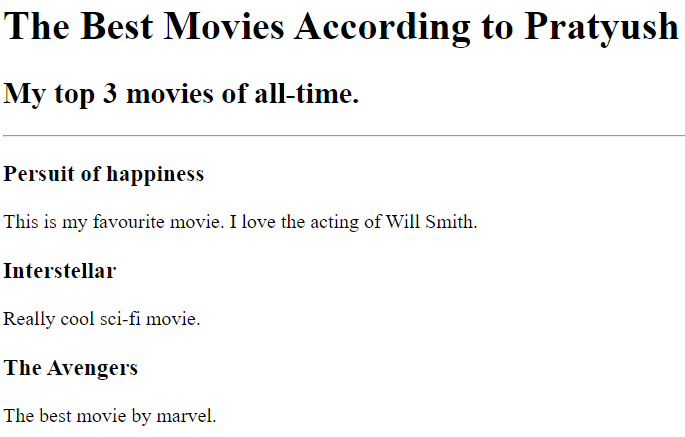 The Best Movies According to Pratyush
My top 3 movies of all-time.
Persuit of happiness
This is my favourite movie. I love the acting of Will Smith.
Interstellar
Really cool sci-fi movie.
The Avengers
The best movie by marvel.